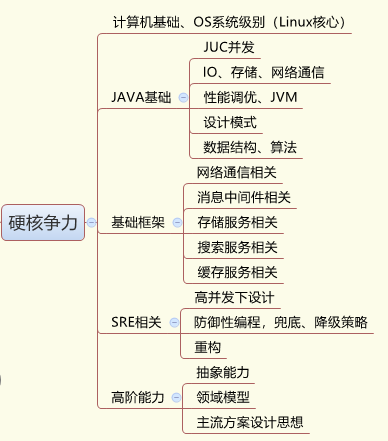 硬核争力
计算机基础、OS系统级别（Linux核心）
JAVA基础
JUC并发
IO、存储、网络通信
性能调优、JVM
设计模式
数据结构、算法
基础框架
网络通信相关
消息中间件相关
存储服务相关
搜索服务相关
缓存服务相关
SRE相关
高并发下设计
防御性编程，兜底、降级策略
重构
高阶能力
抽象能力
领域模型
主流方案设计思想